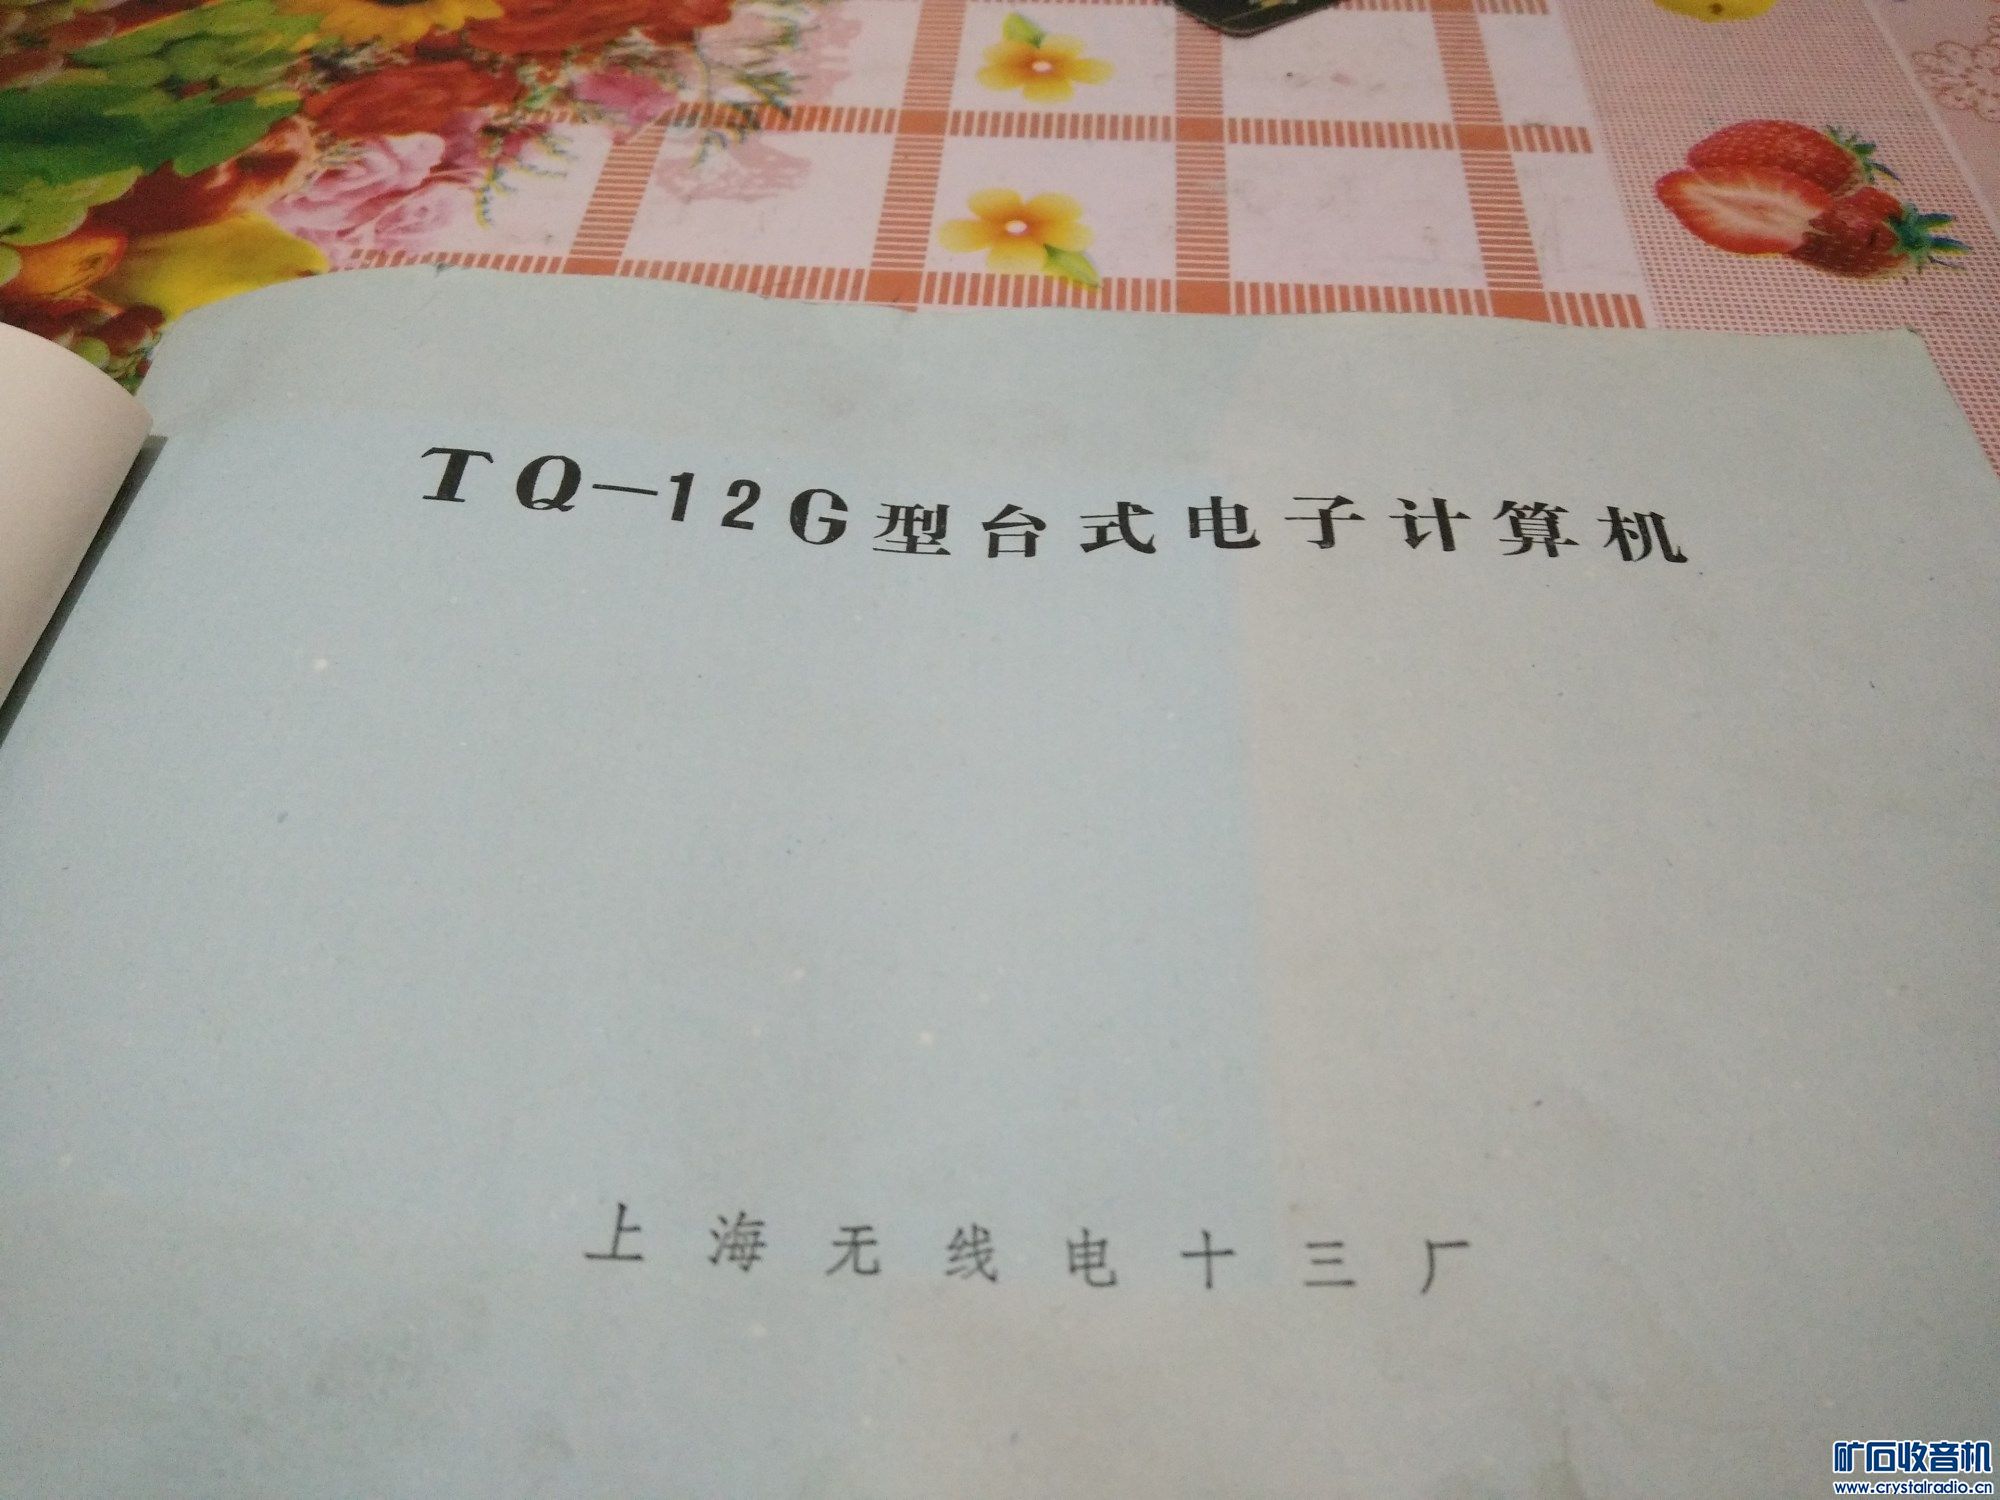 TQ—12G型台式电子计算机
上海无线电十三厂
矿石收音机
www.crystalradio.cn